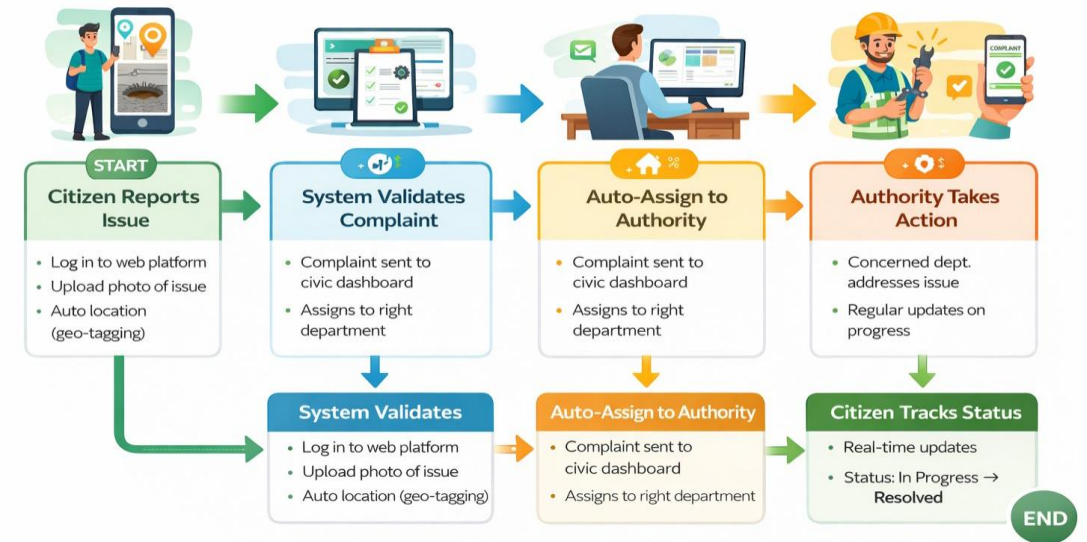 COMPLAINT
START
Citizen Reports
Issue
• Log in to web platform
• Upload photo of issue
• Auto location
(geo-tagging)
System Validates
Complaint
• Complaint sent to
civic dashboard
• Assigns to right
department
%
Auto-Assign to
Authority
• Complaint sent to
civic dashboard
• Assigns to right
department
$
Authority Takes
Action
• Concerned dept.
addresses issue
• Regular updates on
progress
System Validates
• Log in to web platform
• Upload photo of issue
• Auto location (geo-tagging)
Auto-Assign to Authority
• Complaint sent to
civic dashboard
• Assigns to right department
Citizen Tracks Status
• Real-time updates
• Status: In Progress →
Resolved
END